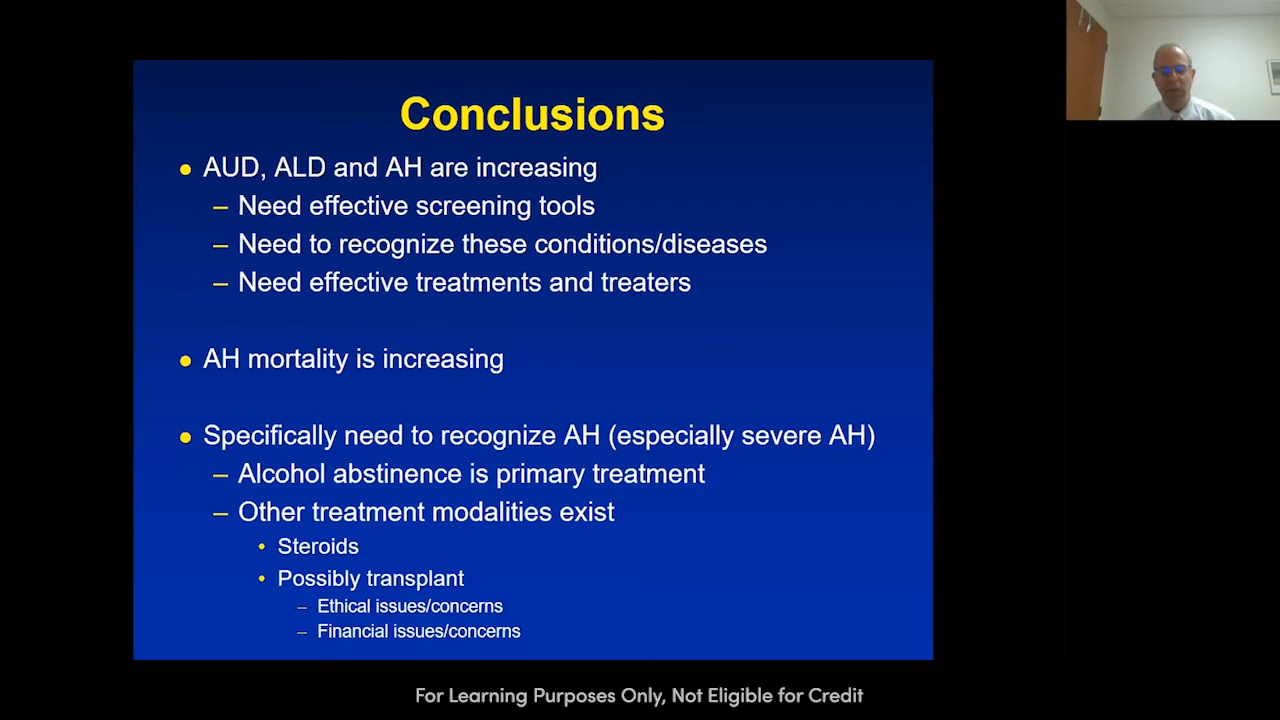 Conclusions
• AUD, ALD and AH are increasing
– Need effective screening tools
– Need to recognize these conditions/diseases
– Need effective treatments and treaters
• AH mortality is increasing
• Specifically need to recognize AH (especially severe AH)
– Alcohol abstinence is primary treatment
– Other treatment modalities exist
• Steroids
• Possibly transplant
– Ethical issues/concerns
– Financial issues/concerns
For Learning Purposes Only, Not Eligible for Credit